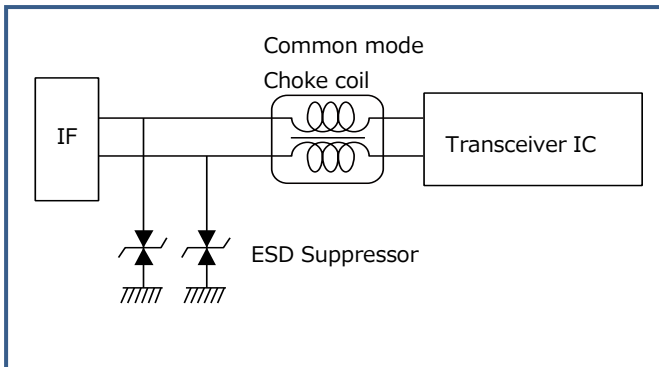 Common mode
Choke coil
IF
Transceiver IC
ESD Suppressor